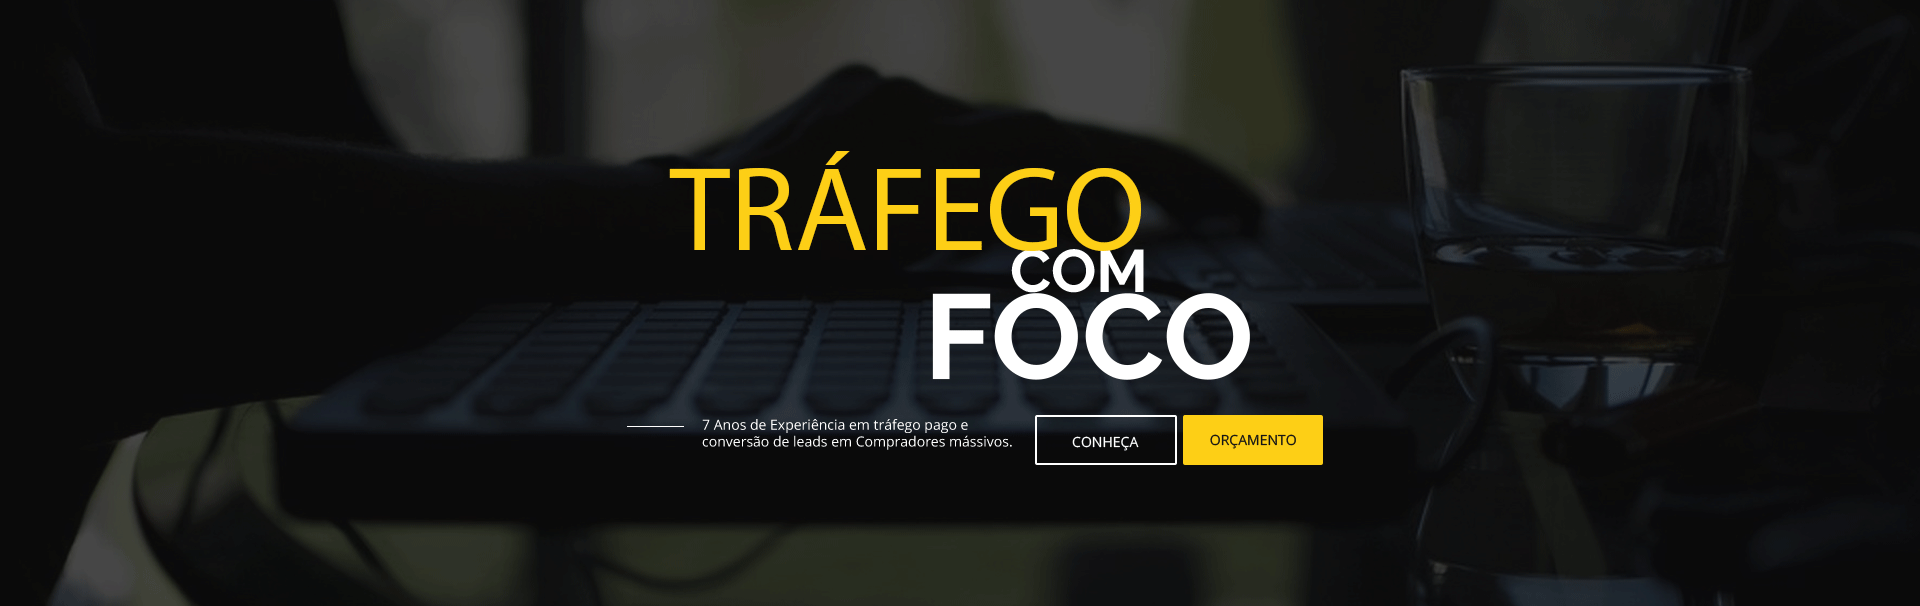 TRÁFEGO
COM
FOCO
7 Anos de Experiência em tráfego pago e
conversão de leads em Compradores mássivos.
CONHEÇA
ORÇAMENTO